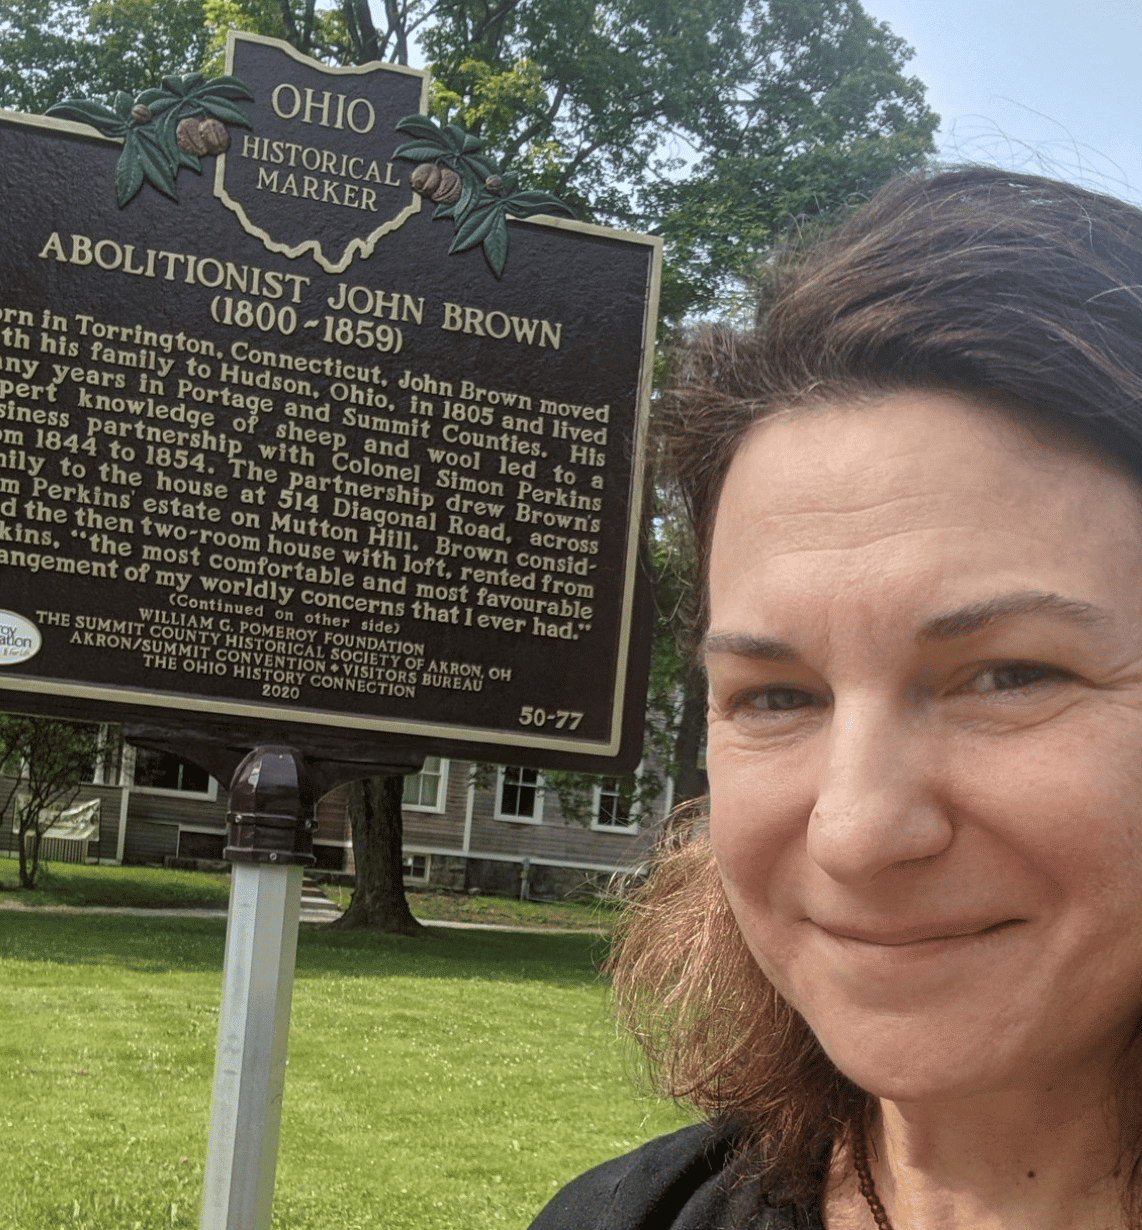 OHIO
HISTORICAL
MARKER
ABOLITIONIST JOHN BROWN
(1800~1859)
orn in Torrington, Connecticut, John Brown moved
th his family to Hudson, Ohio, in 1805 and lived
any years in Portage and Summit Counties. His
pert knowledge of sheep and wool led to a
siness partnership with Colonel Simon Perkins
om 1844 to 1854. The partnership drew Brown's
mily to the house at 514 Diagonal Road, across
m Perkins' estate on Mutton Hill. Brown consid-
d the then two-room house with loft, rented from
kins, "the most comfortable and most favourable
angement of my worldly concerns that I ever had."
(Continued on other side)
WILLIAM G. POMEROY FOUNDATION
THE SUMMIT COUNTY HISTORICAL SOCIETY OF AKRON, OH
AKRON/SUMMIT CONVENTION + VISITORS BUREAU
THE OHIO HISTORY CONNECTION
2020
50-77
roy
ation